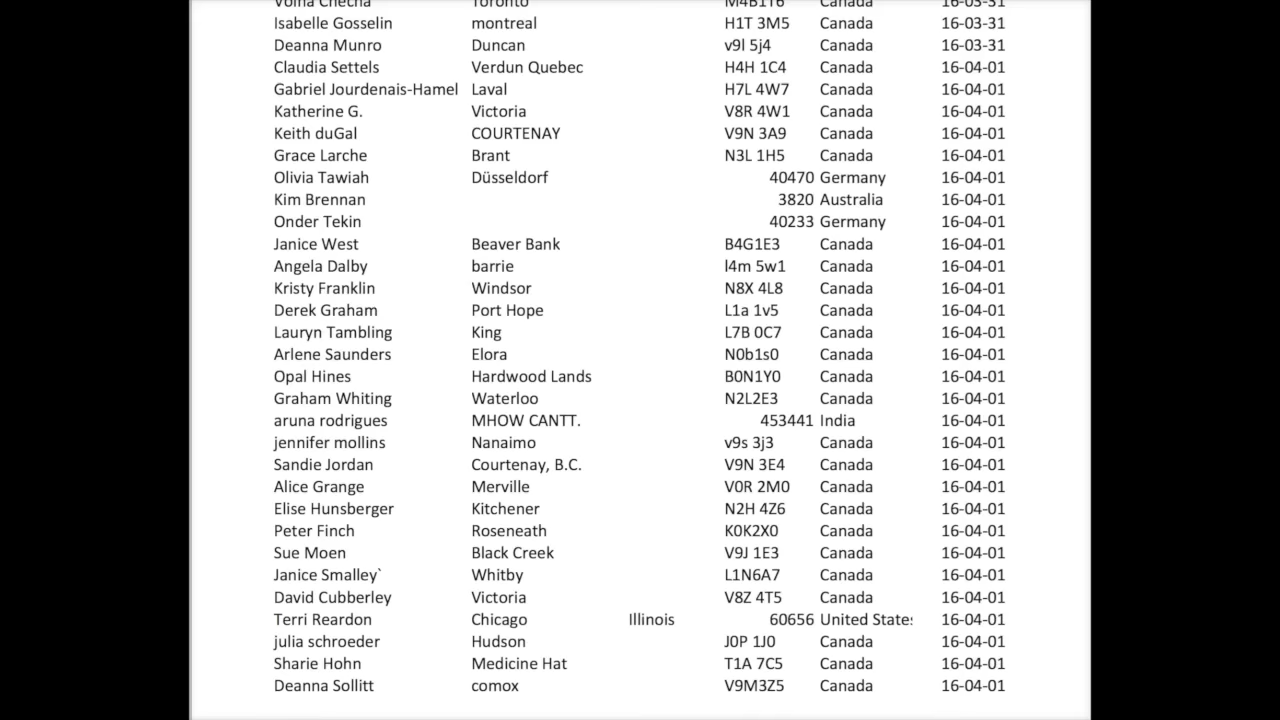 Volna Checha Toronto M4B1T6 Canada 16-03-31
Isabelle Gosselin montreal H1T 3M5 Canada 16-03-31
Deanna Munro Duncan v9l 5j4 Canada 16-03-31
Claudia Settels Verdun Quebec H4H 1C4 Canada 16-04-01
Gabriel Jourdenais-Hamel Laval H7L 4W7 Canada 16-04-01
Katherine G. Victoria V8R 4W1 Canada 16-04-01
Keith duGal COURTENAY V9N 3A9 Canada 16-04-01
Grace Larche Brant N3L 1H5 Canada 16-04-01
Olivia Tawiah Düsseldorf 40470 Germany 16-04-01
Kim Brennan 3820 Australia 16-04-01
Onder Tekin 40233 Germany 16-04-01
Janice West Beaver Bank B4G1E3 Canada 16-04-01
Angela Dalby barrie l4m 5w1 Canada 16-04-01
Kristy Franklin Windsor N8X 4L8 Canada 16-04-01
Derek Graham Port Hope L1a 1v5 Canada 16-04-01
Lauryn Tambling King L7B 0C7 Canada 16-04-01
Arlene Saunders Elora N0b1s0 Canada 16-04-01
Opal Hines Hardwood Lands B0N1Y0 Canada 16-04-01
Graham Whiting Waterloo N2L2E3 Canada 16-04-01
aruna rodrigues MHOW CANTT. 453441 India 16-04-01
jennifer mollins Nanaimo v9s 3j3 Canada 16-04-01
Sandie Jordan Courtenay, B.C. V9N 3E4 Canada 16-04-01
Alice Grange Merville V0R 2M0 Canada 16-04-01
Elise Hunsberger Kitchener N2H 4Z6 Canada 16-04-01
Peter Finch Roseneath K0K2X0 Canada 16-04-01
Sue Moen Black Creek V9J 1E3 Canada 16-04-01
Janice Smalley` Whitby L1N6A7 Canada 16-04-01
David Cubberley Victoria V8Z 4T5 Canada 16-04-01
Terri Reardon Chicago Illinois 60656 United States 16-04-01
julia schroeder Hudson J0P 1J0 Canada 16-04-01
Sharie Hohn Medicine Hat T1A 7C5 Canada 16-04-01
Deanna Sollitt comox V9M3Z5 Canada 16-04-01